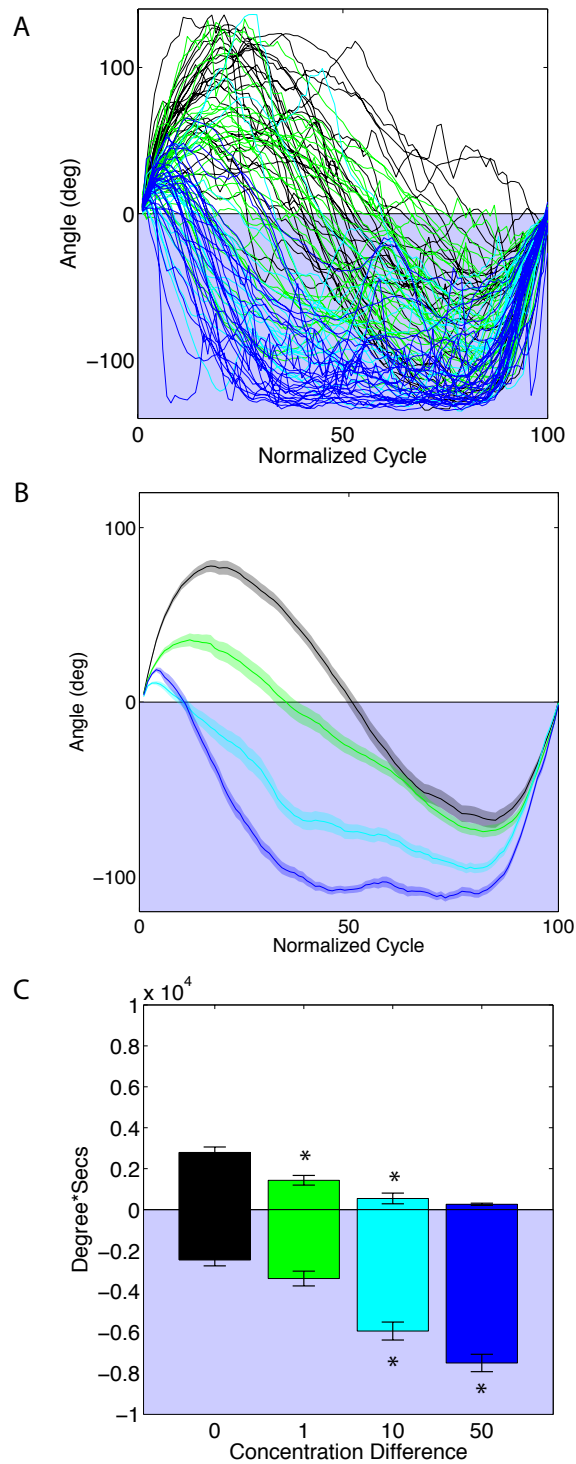 A
100
0
−100
Angle (deg)
0 50 100
Normalized Cycle
B
100
0
−100
Angle (deg)
0 50 100
Normalized Cycle
C
1 x 10^4
0.8
0.6
0.4
0.2
0
−0.2
−0.4
−0.6
−0.8
−1
Degree*Secs
* *
* *
0 1 10 50
Concentration Difference